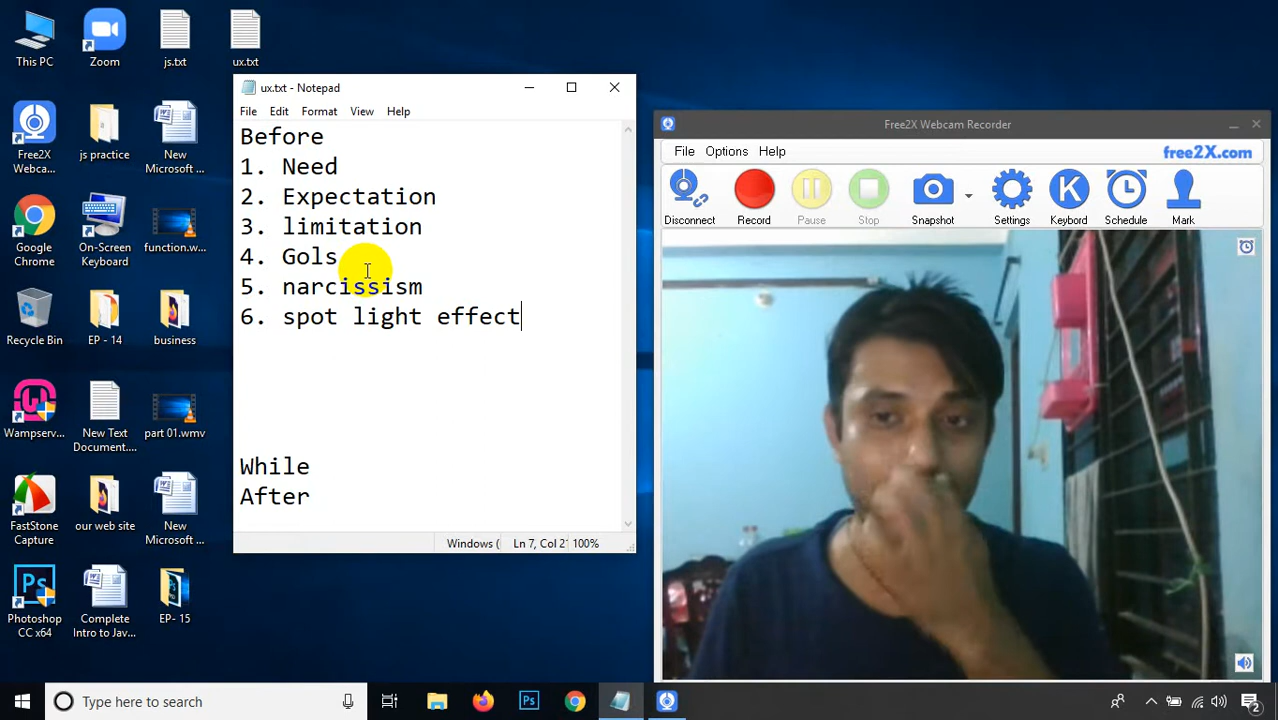 This PC
Zoom
js.txt
ux.txt
Free2X
Webca...
js practice
New
Microsoft ...
Google
Chrome
On-Screen
Keyboard
function.w...
Recycle Bin
EP - 14
business
Wampserv...
New Text
Document....
part 01.wmv
FastStone
Capture
our web site
New
Microsoft ...
Photoshop
CC x64
Complete
Intro to Jav...
EP- 15
ux.txt - Notepad
File Edit Format View Help
Before
1. Need
2. Expectation
3. limitation
4. Gols
5. narcissism
6. spot light effect
While
After
Windows ( Ln 7, Col 2 100%
Free2X Webcam Recorder
File Options Help
free2X.com
Disconnect Record Pause Stop Snapshot Settings Keybord Schedule Mark
Type here to search
2